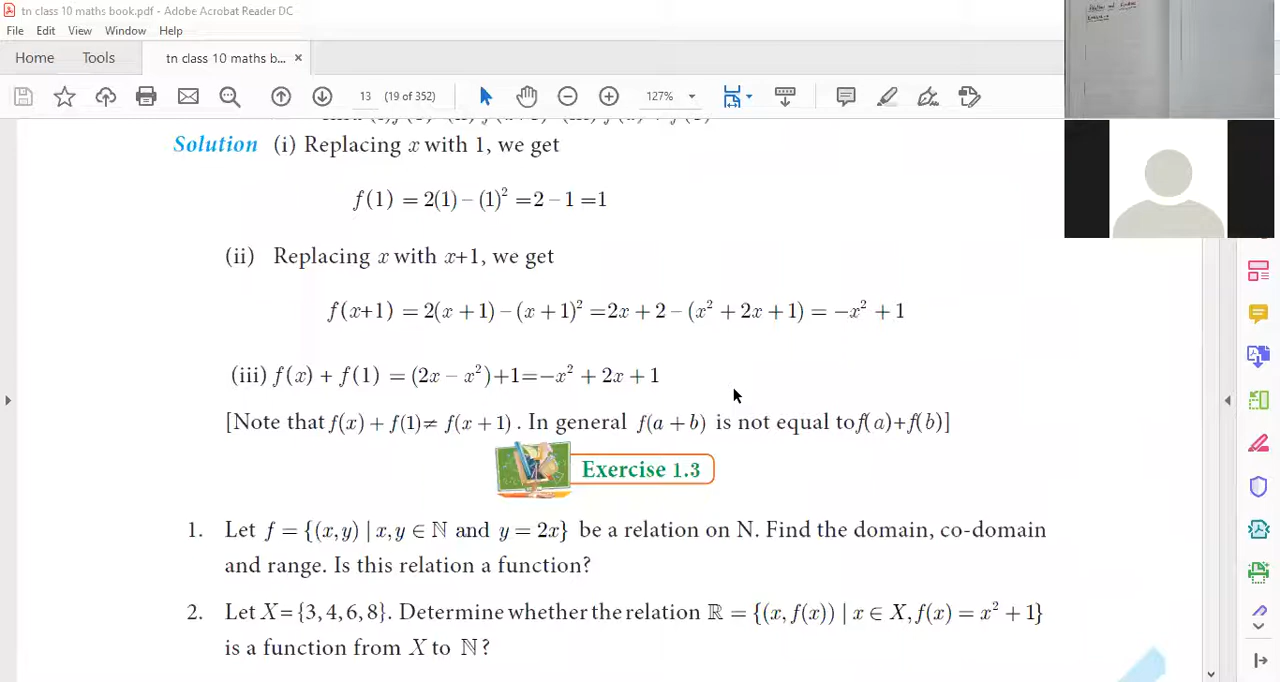 tn class 10 maths book.pdf - Adobe Acrobat Reader DC
File Edit View Window Help
Home Tools tn class 10 maths b... ×
13 (19 of 352) 127%
Solution (i) Replacing x with 1, we get
f(1) = 2(1) – (1)² =2 – 1 =1
(ii) Replacing x with x+1, we get
f(x+1) = 2(x + 1) – (x + 1)² =2x + 2 – (x² + 2x + 1) = –x² + 1
(iii) f(x) + f(1) = (2x – x²)+1=–x² + 2x + 1
[Note that f(x) + f(1) ≠ f(x + 1) . In general f(a + b) is not equal to f(a)+f(b)]
Exercise 1.3
1. Let f = {(x,y) | x,y ∈ ℕ and y = 2x} be a relation on N. Find the domain, co-domain
and range. Is this relation a function?
2. Let X = {3, 4, 6, 8}. Determine whether the relation ℝ = {(x, f(x)) | x ∈ X, f(x) = x² + 1}
is a function from X to ℕ ?